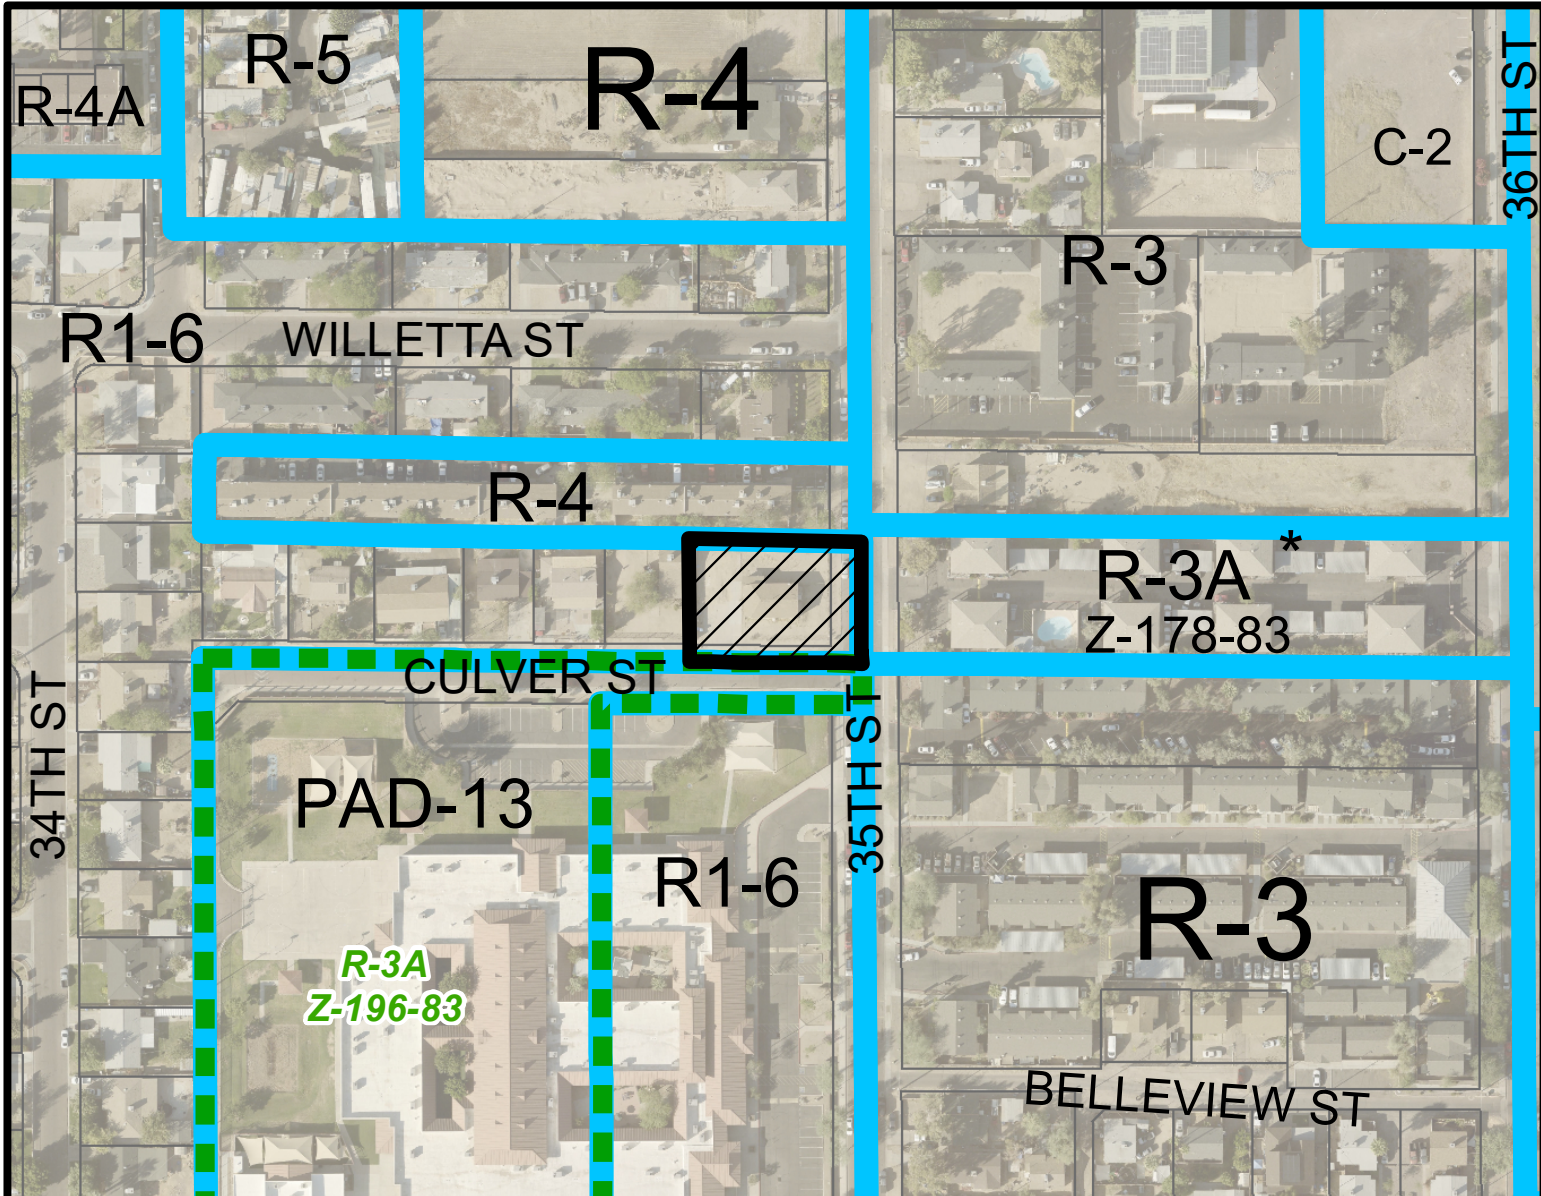 R-5
R-4
R-4A
C-2
36TH ST
R-3
R1-6
WILLETTA ST
R-4
R-3A *
Z-178-83
CULVER ST
34TH ST
35TH ST
PAD-13
R1-6
R-3
R-3A
Z-196-83
BELLEVIEW ST